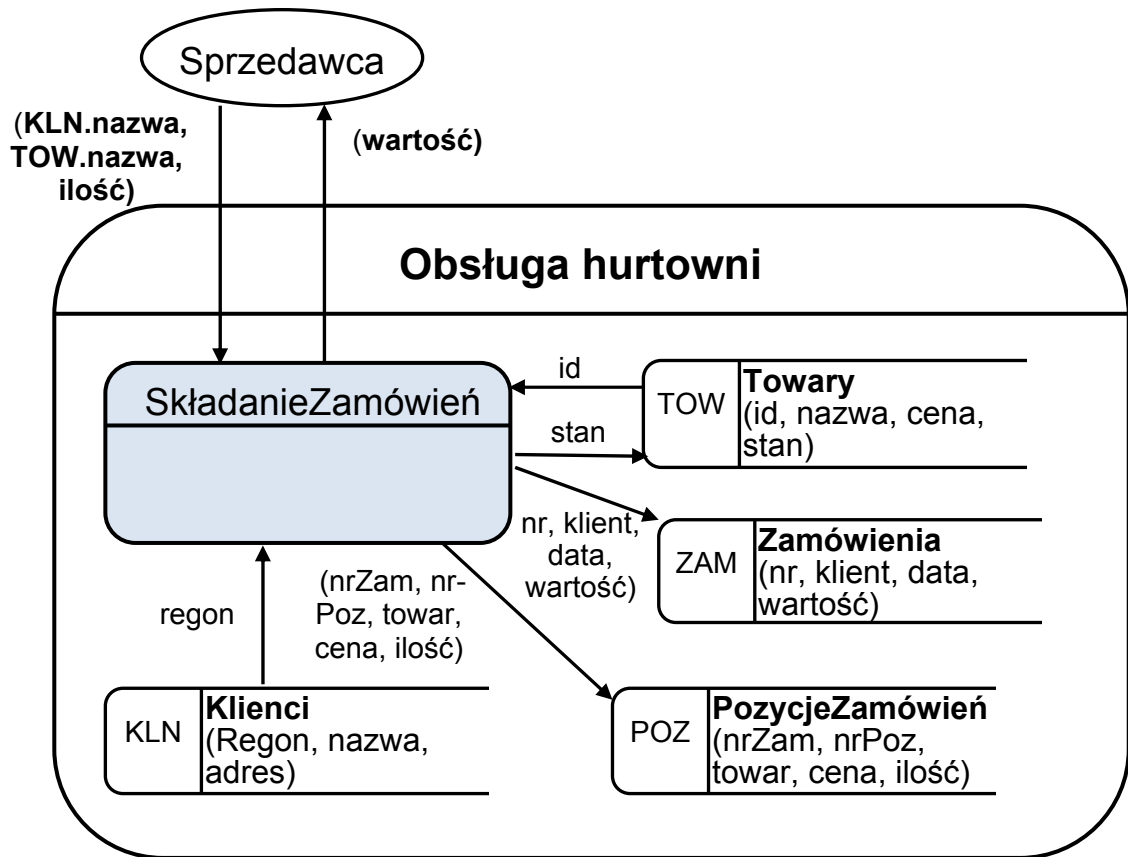 Sprzedawca
(KLN.nazwa,
TOW.nazwa,
ilość)
(wartość)
Obsługa hurtowni
SkładanieZamówień
id
stan
TOW
Towary
(id, nazwa, cena,
stan)
nr, klient,
data,
wartość)
ZAM
Zamówienia
(nr, klient, data,
wartość)
regon
(nrZam, nr-
Poz, towar,
cena, ilość)
KLN
Klienci
(Regon, nazwa,
adres)
POZ
PozycjeZamówień
(nrZam, nrPoz,
towar, cena, ilość)